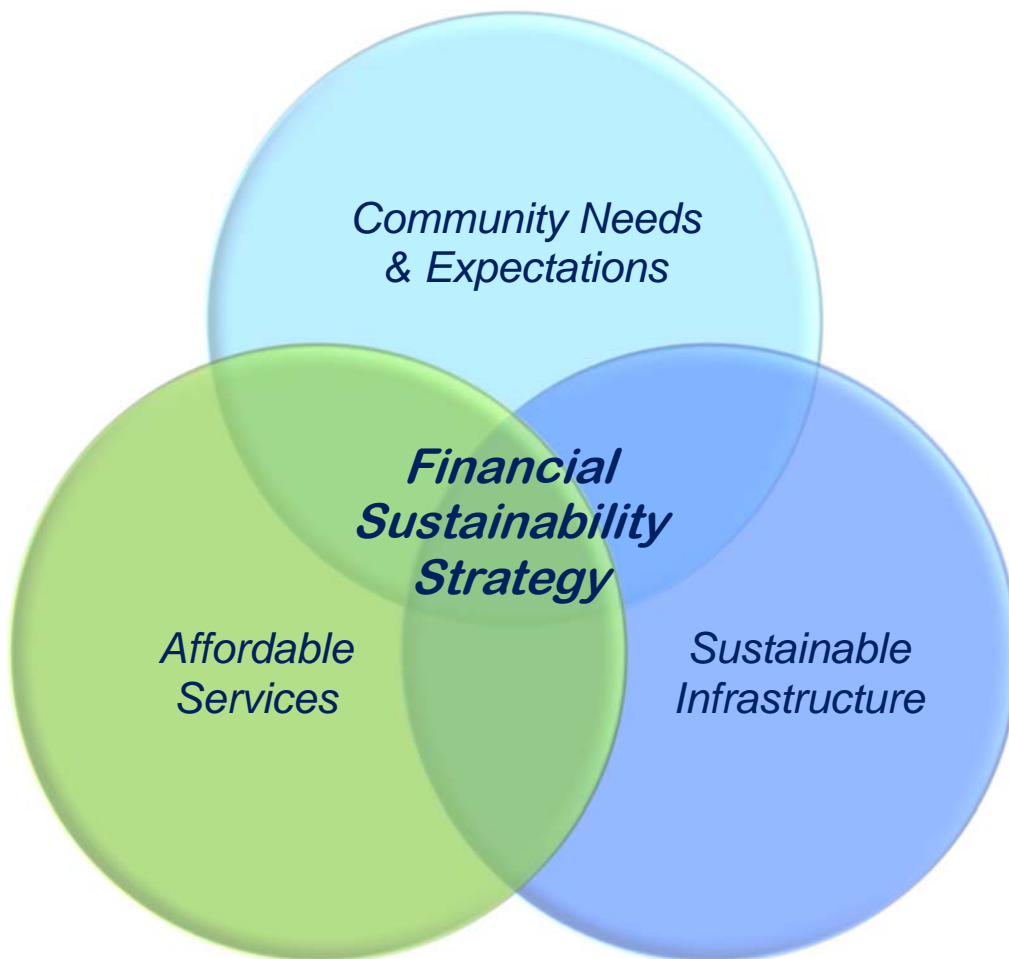 Community Needs
& Expectations
Financial
Sustainability
Strategy
Affordable
Services
Sustainable
Infrastructure